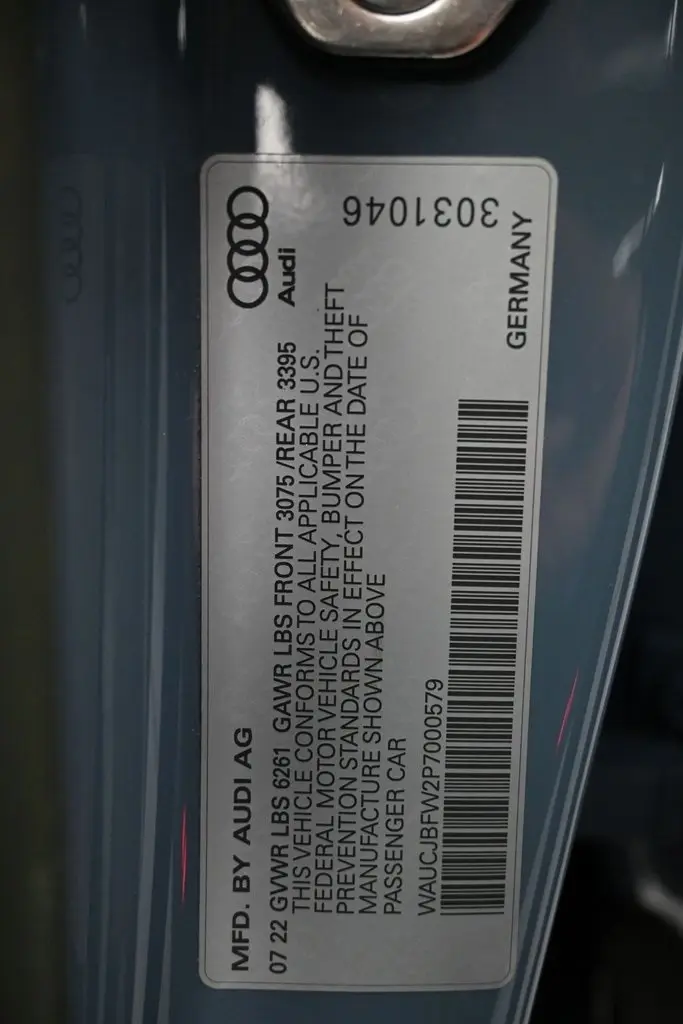 MFD. BY AUDI AG
Audi
07 22 GVWR LBS 6261 GAWR LBS FRONT 3075 /REAR 3395
THIS VEHICLE CONFORMS TO ALL APPLICABLE U.S.
FEDERAL MOTOR VEHICLE SAFETY, BUMPER AND THEFT
PREVENTION STANDARDS IN EFFECT ON THE DATE OF
MANUFACTURE SHOWN ABOVE
PASSENGER CAR
3031046
WAUCJBFW2P7000579
GERMANY